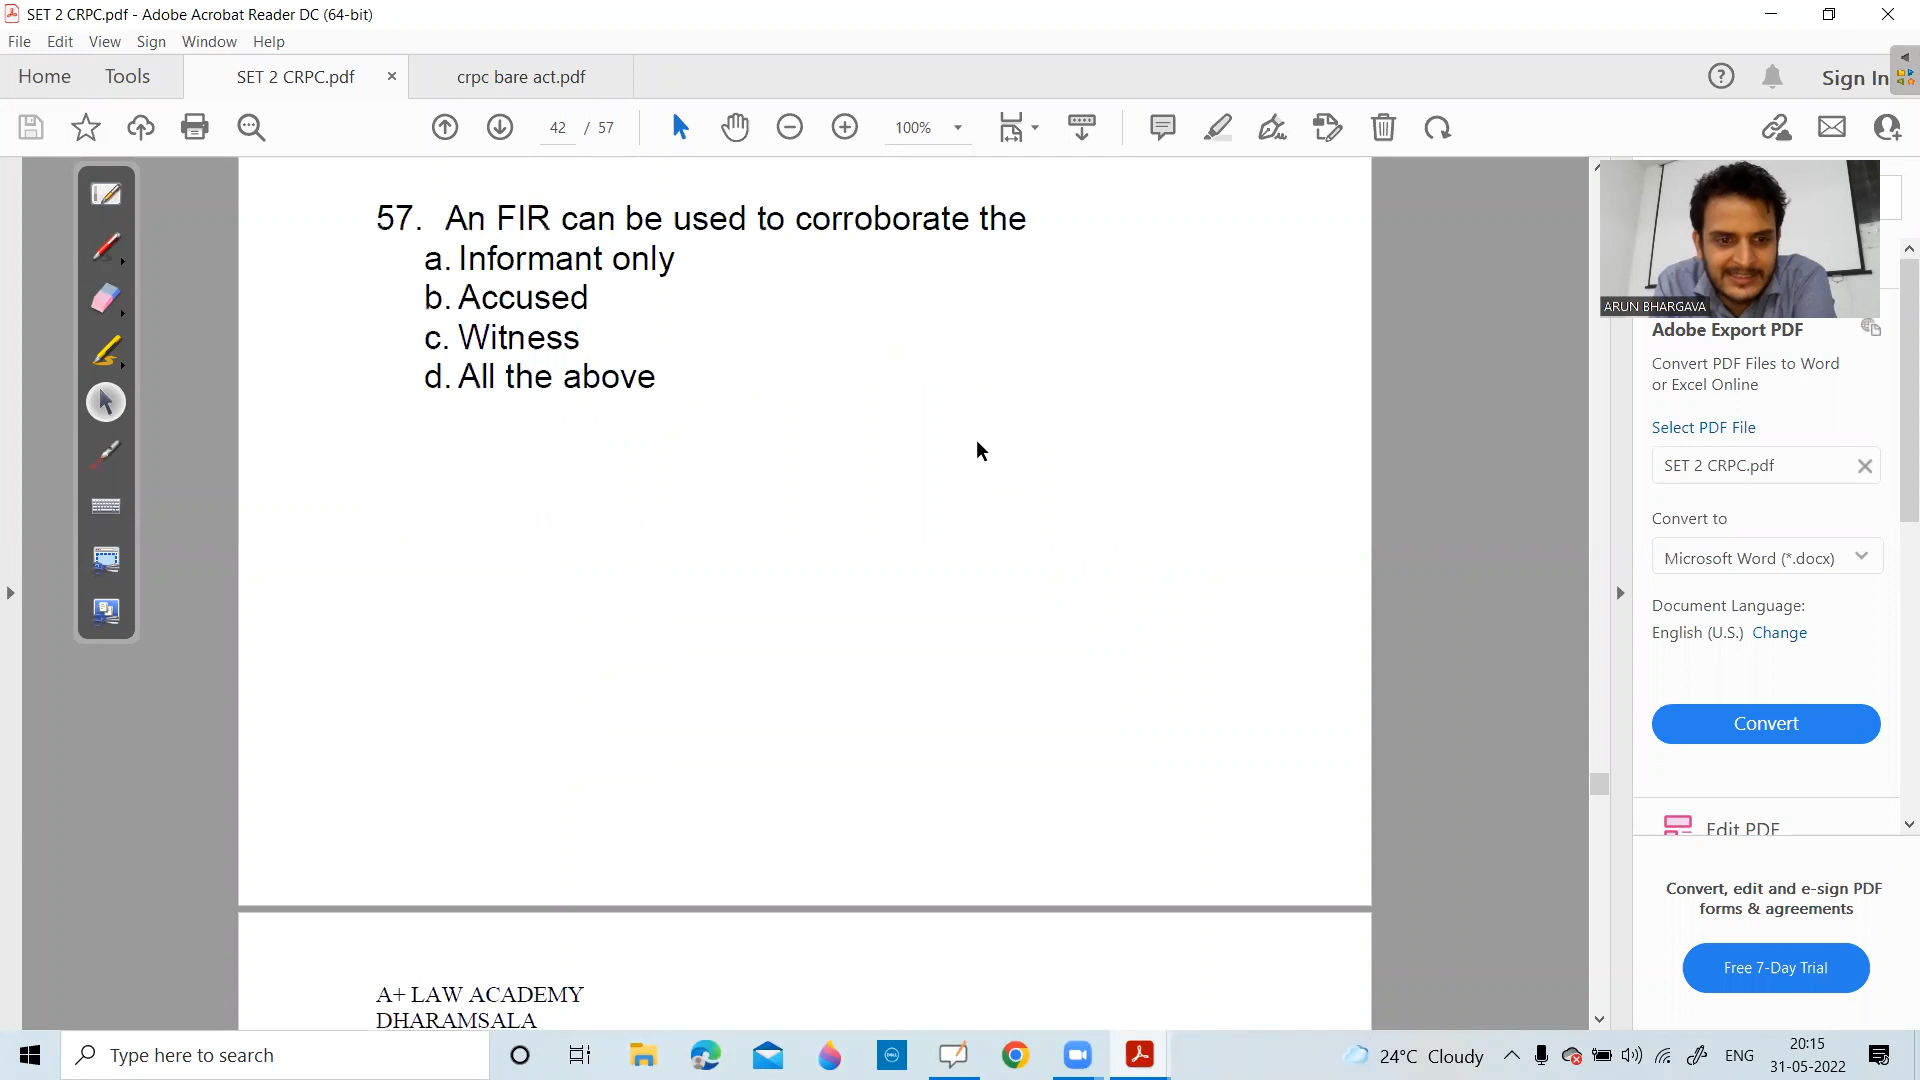 SET 2 CRPC.pdf - Adobe Acrobat Reader DC (64-bit)
File Edit View Sign Window Help
Home Tools SET 2 CRPC.pdf × crpc bare act.pdf Sign In
42 / 57 100%
57. An FIR can be used to corroborate the
a. Informant only
b. Accused
c. Witness
d. All the above
ARUN BHARGAVA
Adobe Export PDF
Convert PDF Files to Word
or Excel Online
Select PDF File
SET 2 CRPC.pdf
Convert to
Microsoft Word (*.docx)
Document Language:
English (U.S.) Change
Convert
Edit PDF
Convert, edit and e-sign PDF
forms & agreements
Free 7-Day Trial
A+ LAW ACADEMY
DHARAMSALA
Type here to search
DELL
24°C Cloudy
ENG
20:15
31-05-2022